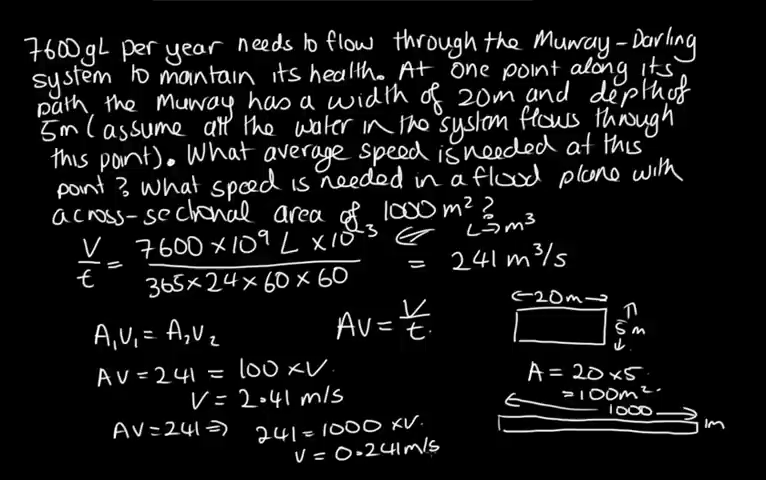 7600gL per year needs to flow through the Murray-Darling
system to maintain its health. At one point along its
path the Murray has a width of 20m and depth of
5m (assume all the water in the system flows through
this point). What average speed is needed at this
point? What speed is needed in a flood plane with
a cross-sectional area of 1000 m²?
V/t = 7600 × 10⁹ L × 10⁻³ / 365 × 24 × 60 × 60 = 241 m³/s
L → m³
A₁V₁ = A₂V₂
AV = V/t
←20m→
5m
AV = 241 = 100 × V
V = 2.41 m/s
A = 20 × 5
= 100m²
1000
1m
AV = 241 ⇒ 241 = 1000 × V
V = 0.241 m/s